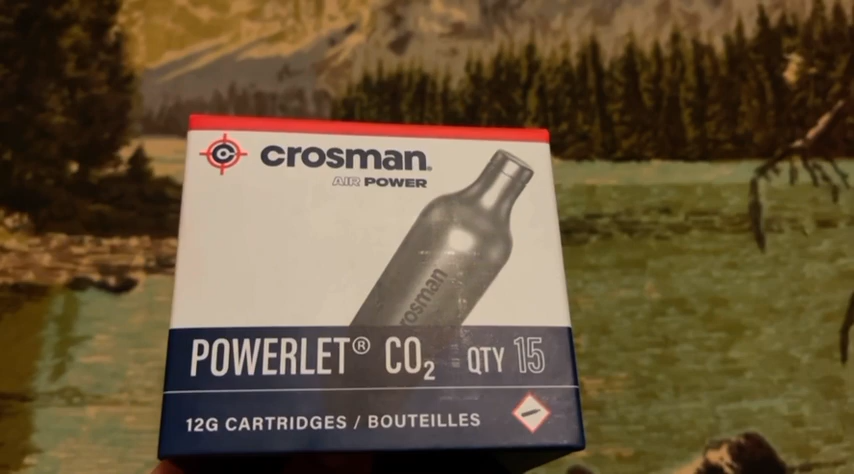 crosman®
AIR POWER
crosman
POWERLET® CO₂ QTY 15
12G CARTRIDGES / BOUTEILLES